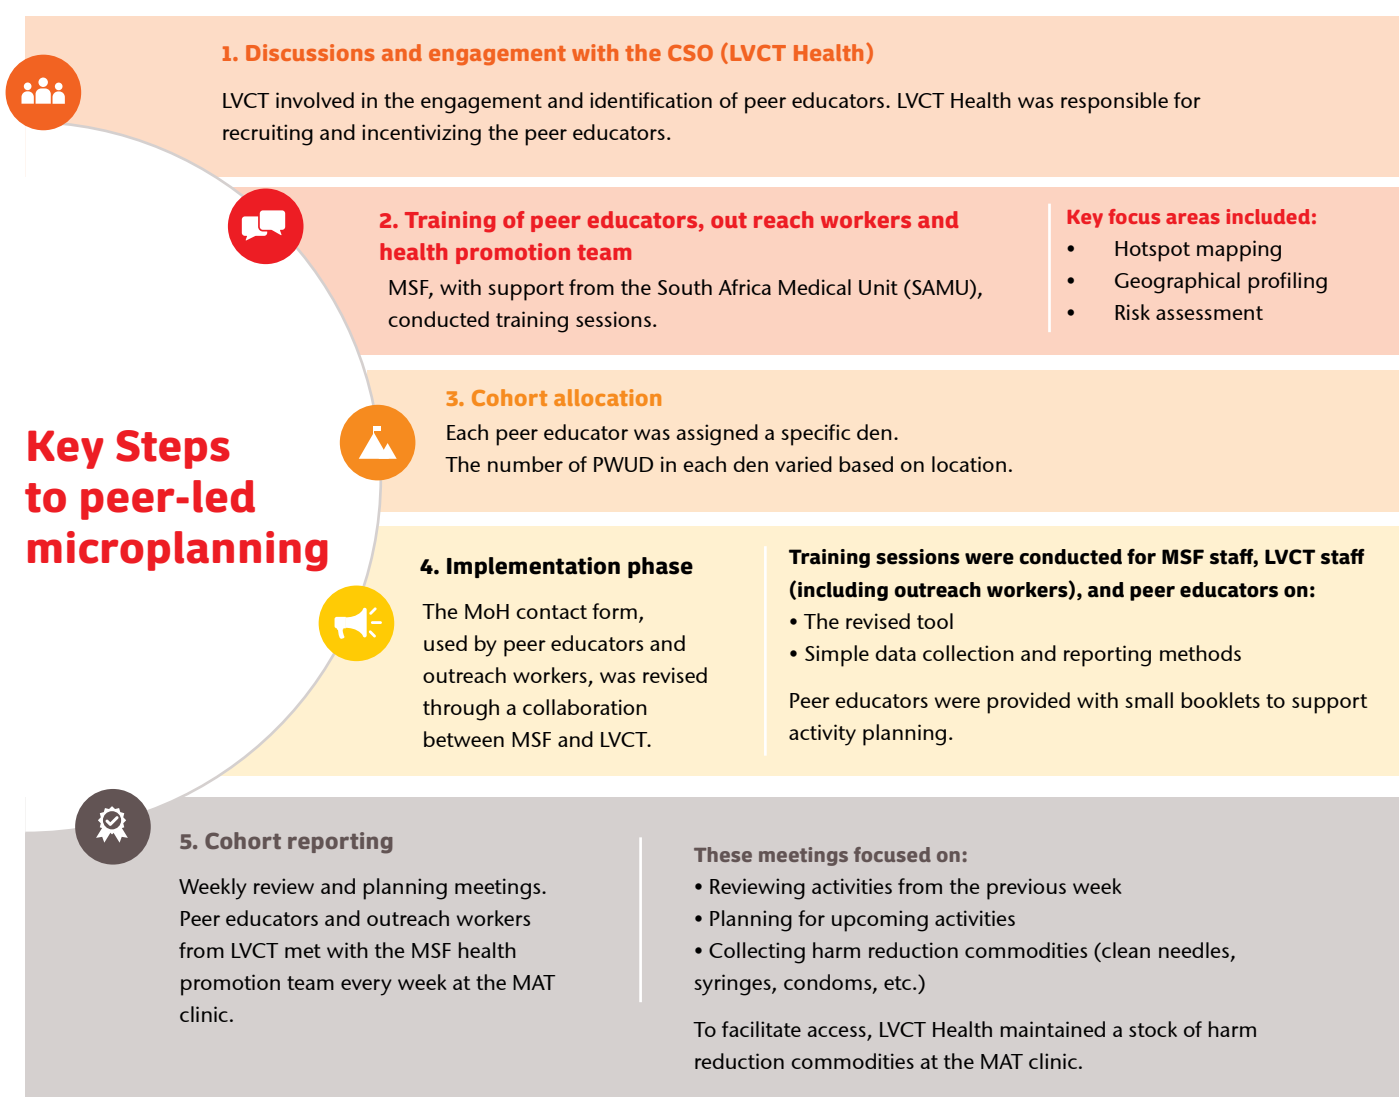 1. Discussions and engagement with the CSO (LVCT Health)
LVCT involved in the engagement and identification of peer educators. LVCT Health was responsible for
recruiting and incentivizing the peer educators.
2. Training of peer educators, out reach workers and
health promotion team
MSF, with support from the South Africa Medical Unit (SAMU),
conducted training sessions.
Key focus areas included:
• Hotspot mapping
• Geographical profiling
• Risk assessment
Key Steps
to peer-led
microplanning
3. Cohort allocation
Each peer educator was assigned a specific den.
The number of PWUD in each den varied based on location.
4. Implementation phase
The MoH contact form,
used by peer educators and
outreach workers, was revised
through a collaboration
between MSF and LVCT.
Training sessions were conducted for MSF staff, LVCT staff
(including outreach workers), and peer educators on:
• The revised tool
• Simple data collection and reporting methods
Peer educators were provided with small booklets to support
activity planning.
5. Cohort reporting
Weekly review and planning meetings.
Peer educators and outreach workers
from LVCT met with the MSF health
promotion team every week at the MAT
clinic.
These meetings focused on:
• Reviewing activities from the previous week
• Planning for upcoming activities
• Collecting harm reduction commodities (clean needles,
syringes, condoms, etc.)
To facilitate access, LVCT Health maintained a stock of harm
reduction commodities at the MAT clinic.